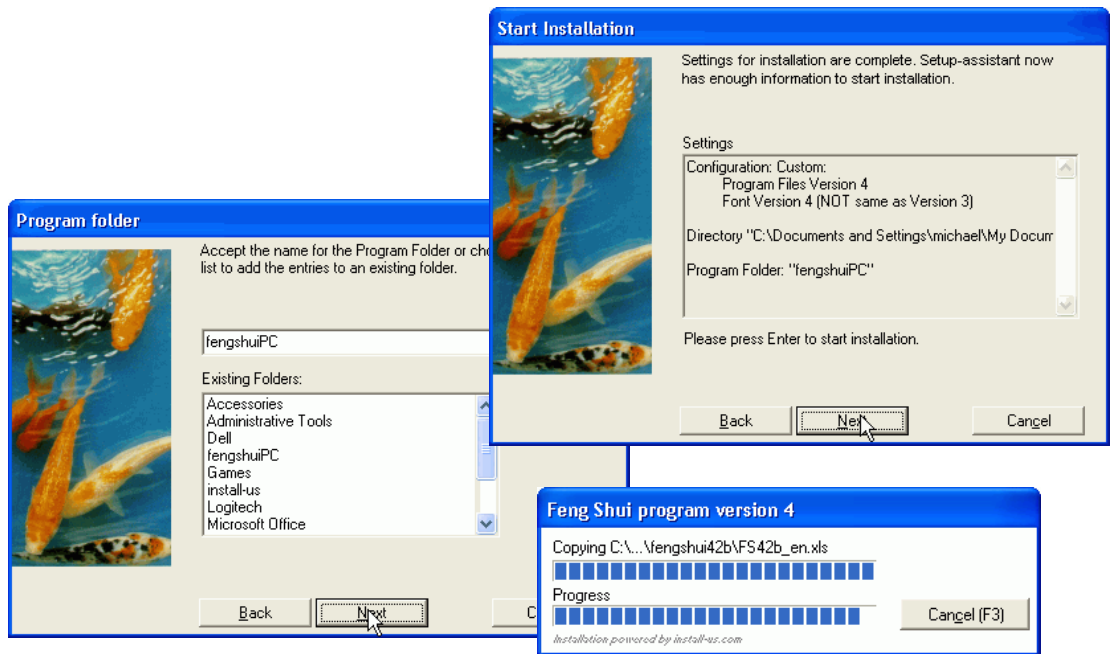 Start Installation
Settings for installation are complete. Setup-assistant now
has enough information to start installation.
Settings
Configuration: Custom:
Program Files Version 4
Font Version 4 (NOT same as Version 3)
Directory "C:\Documents and Settings\michael\My Docum
Program Folder: "fengshuiPC"
Please press Enter to start installation.
Back Next Cancel
Program folder
Accept the name for the Program Folder or cho
list to add the entries to an existing folder.
fengshuiPC
Existing Folders:
Accessories
Administrative Tools
Dell
fengshuiPC
Games
install-us
Logitech
Microsoft Office
Back Next C
Feng Shui program version 4
Copying C:\...\fengshui42b\FS42b_en.xls
Progress
Cancel (F3)
Installation powered by install-us.com